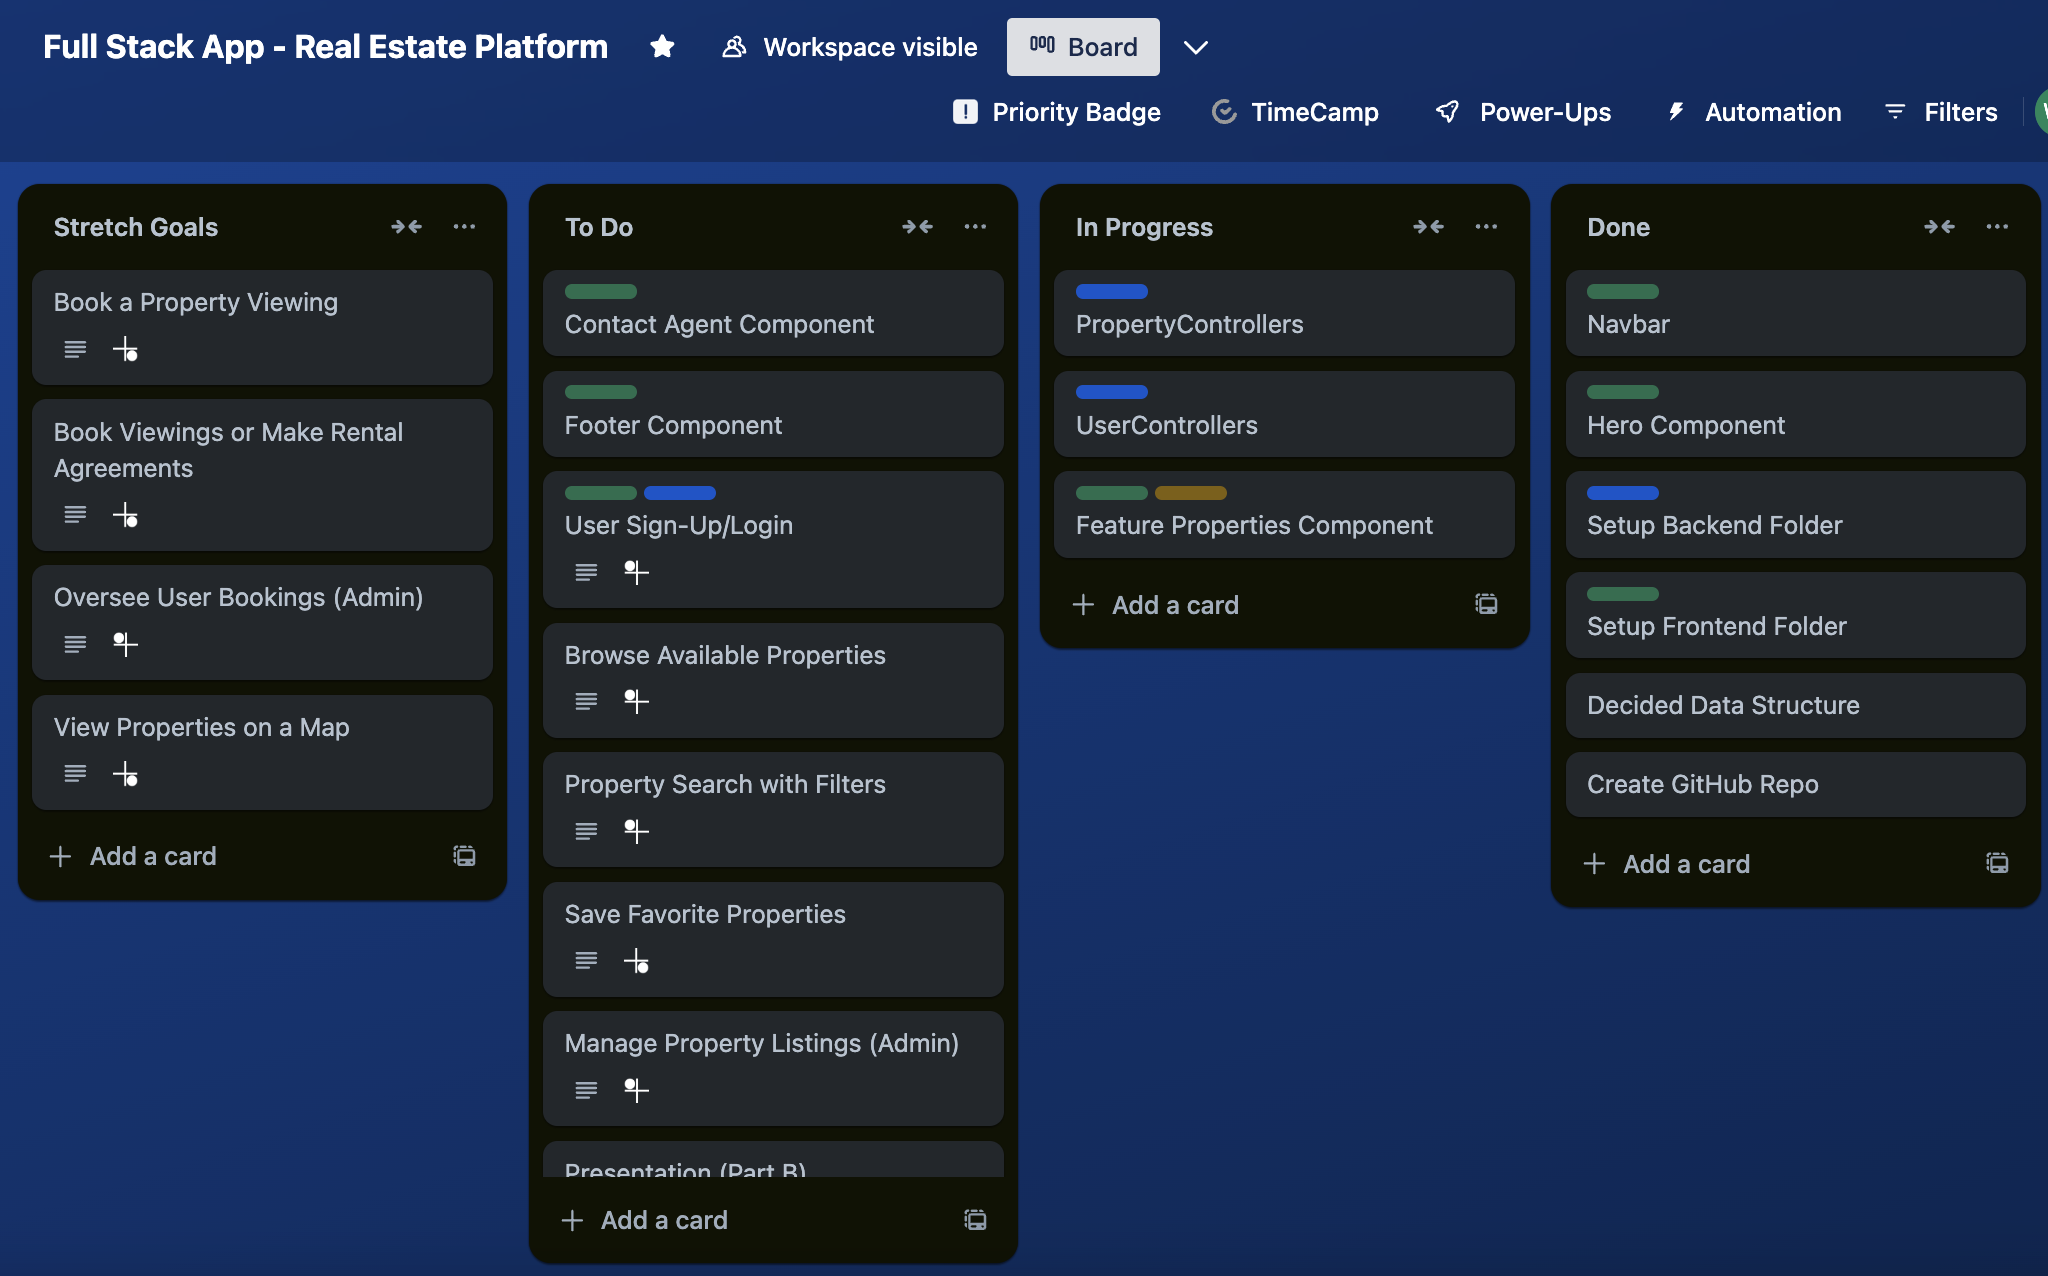 Full Stack App - Real Estate Platform
Workspace visible
Board
Priority Badge
TimeCamp
Power-Ups
Automation
Filters
Stretch Goals
Book a Property Viewing
Book Viewings or Make Rental
Agreements
Oversee User Bookings (Admin)
View Properties on a Map
Add a card
To Do
Contact Agent Component
Footer Component
User Sign-Up/Login
Browse Available Properties
Property Search with Filters
Save Favorite Properties
Manage Property Listings (Admin)
Presentation (Part B)
Add a card
In Progress
PropertyControllers
UserControllers
Feature Properties Component
Add a card
Done
Navbar
Hero Component
Setup Backend Folder
Setup Frontend Folder
Decided Data Structure
Create GitHub Repo
Add a card